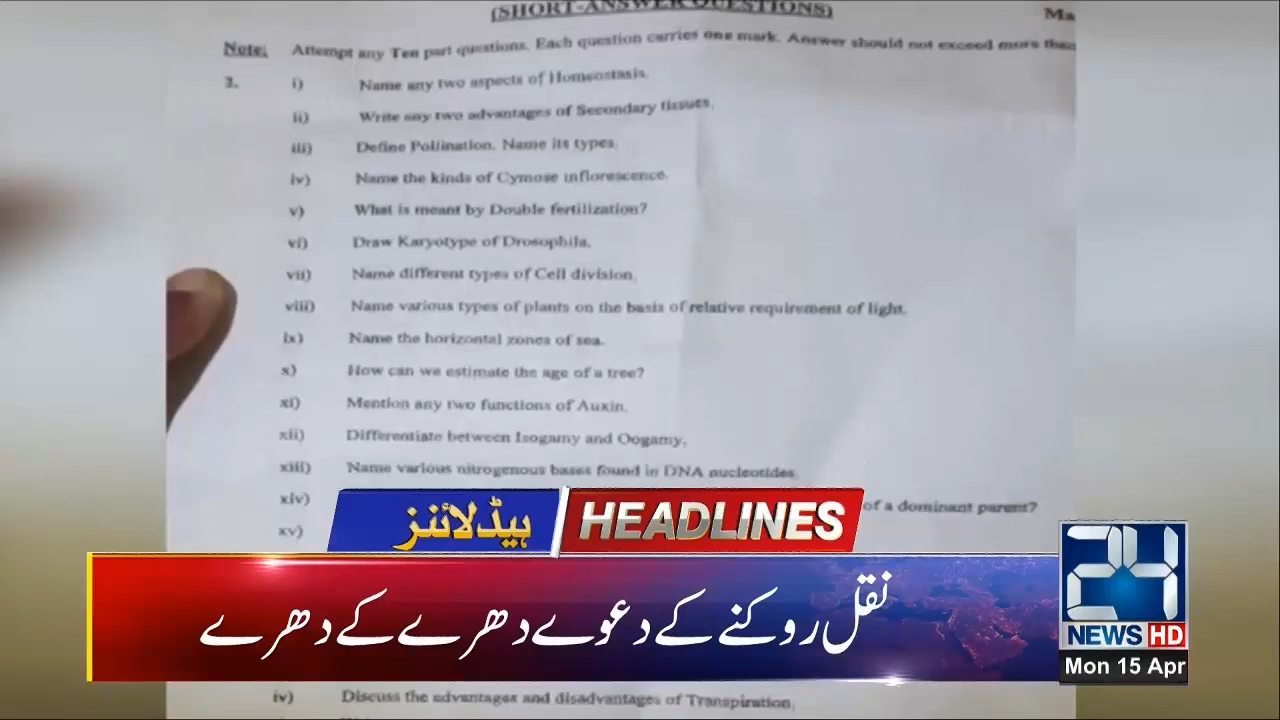 (SHORT-ANSWER QUESTIONS)
Note: Attempt any Ten part questions. Each question carries one mark. Answer should not exceed more than
2. i) Name any two aspects of Homeostasis.
ii) Write any two advantages of Secondary tissues.
iii) Define Pollination. Name its types.
iv) Name the kinds of Cymose inflorescence.
v) What is meant by Double fertilization?
vi) Draw Karyotype of Drosophila.
vii) Name different types of Cell division.
viii) Name various types of plants on the basis of relative requirement of light.
ix) Name the horizontal zones of sea.
x) How can we estimate the age of a tree?
xi) Mention any two functions of Auxin.
xii) Differentiate between Isogamy and Oogamy.
xiii) Name various nitrogenous bases found in DNA nucleotides.
xiv) of a dominant parent?
xv)
ہیڈلائنز HEADLINES
نقل روکنے کے دعوے دھرے کے دھرے
24
NEWS HD
Mon 15 Apr
iv) Discuss the advantages and disadvantages of Transpiration.